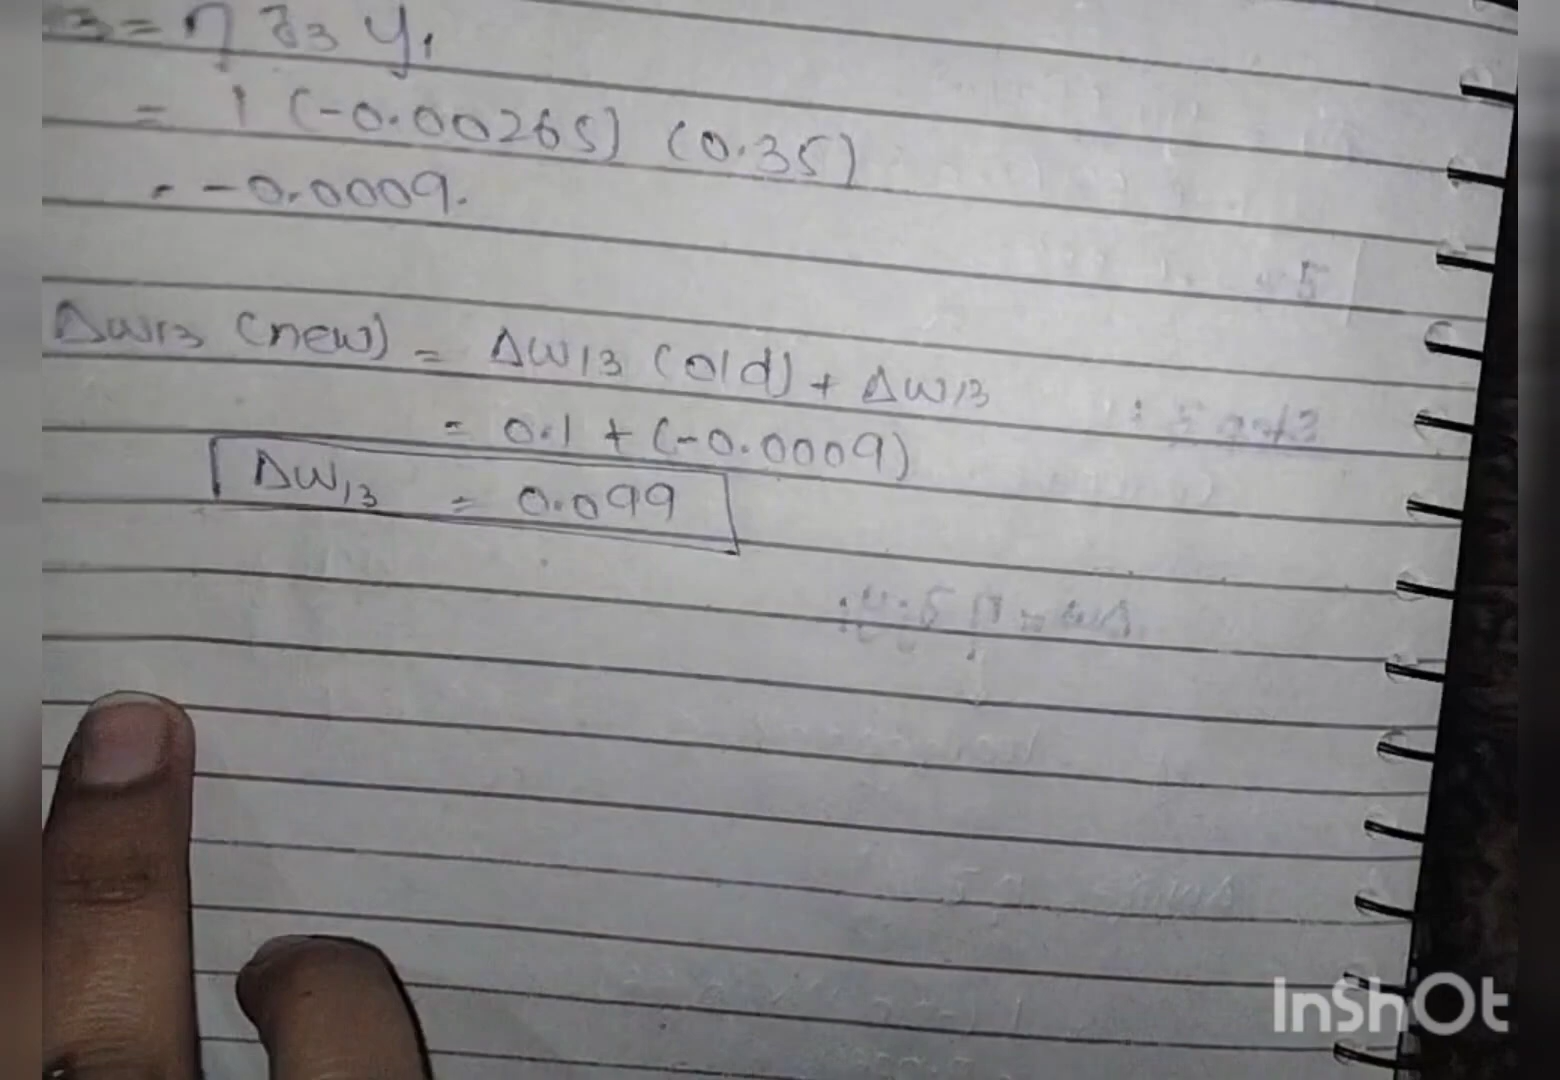 3 = η δ3 y1
= 1 (-0.00265) (0.35)
= -0.0009.
Δw13 (new) = Δw13 (old) + Δw13
= 0.1 + (-0.0009)
Δw13 = 0.099
InShOt